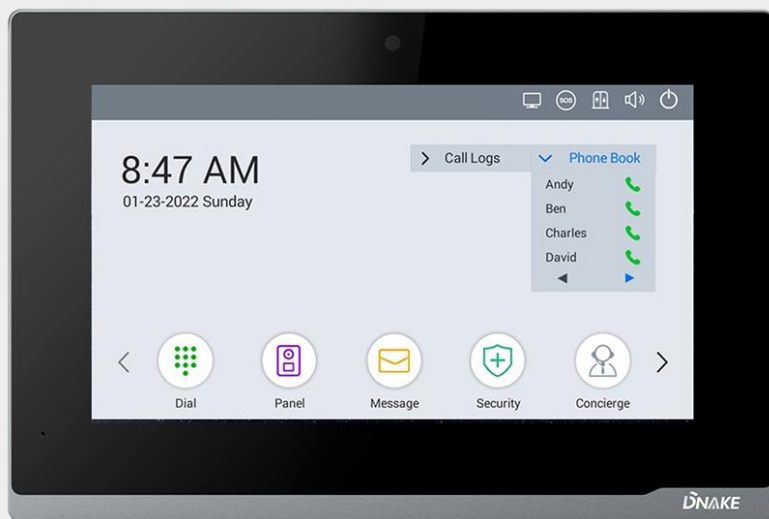 SOS
8:47 AM
01-23-2022 Sunday
Call Logs
Phone Book
Andy
Ben
Charles
David
Dial
Panel
Message
Security
Concierge
DNAKE